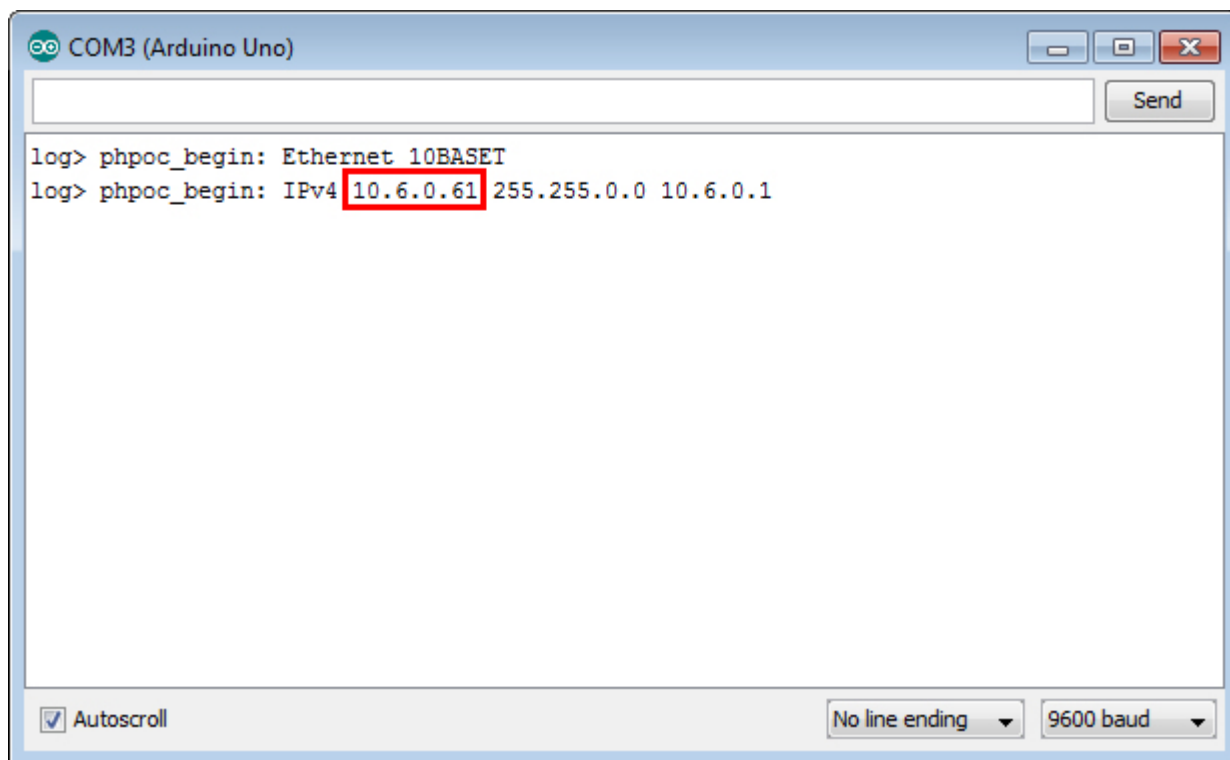 COM3 (Arduino Uno)
Send
log> phpoc_begin: Ethernet 10BASET
log> phpoc_begin: IPv4 10.6.0.61 255.255.0.0 10.6.0.1
Autoscroll
No line ending
9600 baud